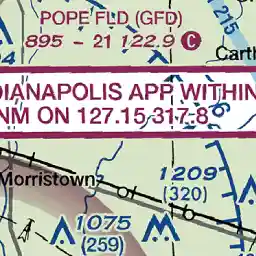 POPE FLD (GFD)
895 - 21 122.9 C
Carth
DIANAPOLIS APP WITHIN
NM ON 127.15 317.8
Morristown
1209
(320)
1075
(259)